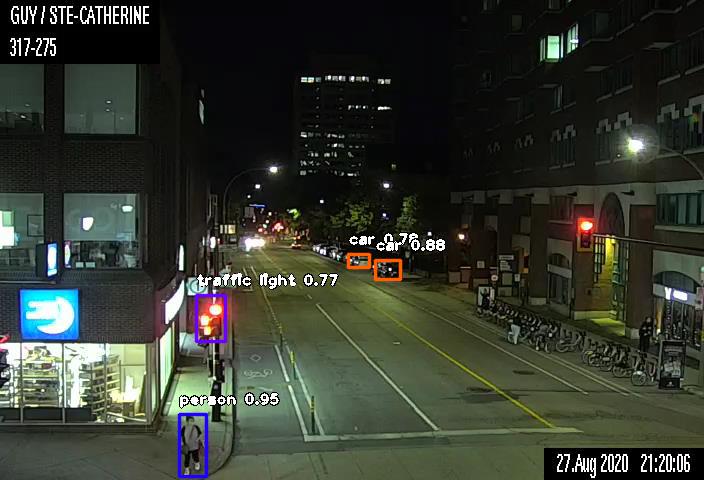 GUY / STE-CATHERINE
317-275
car 0.78
car 0.88
traffic light 0.77
person 0.95
27.Aug 2020 21:20:06